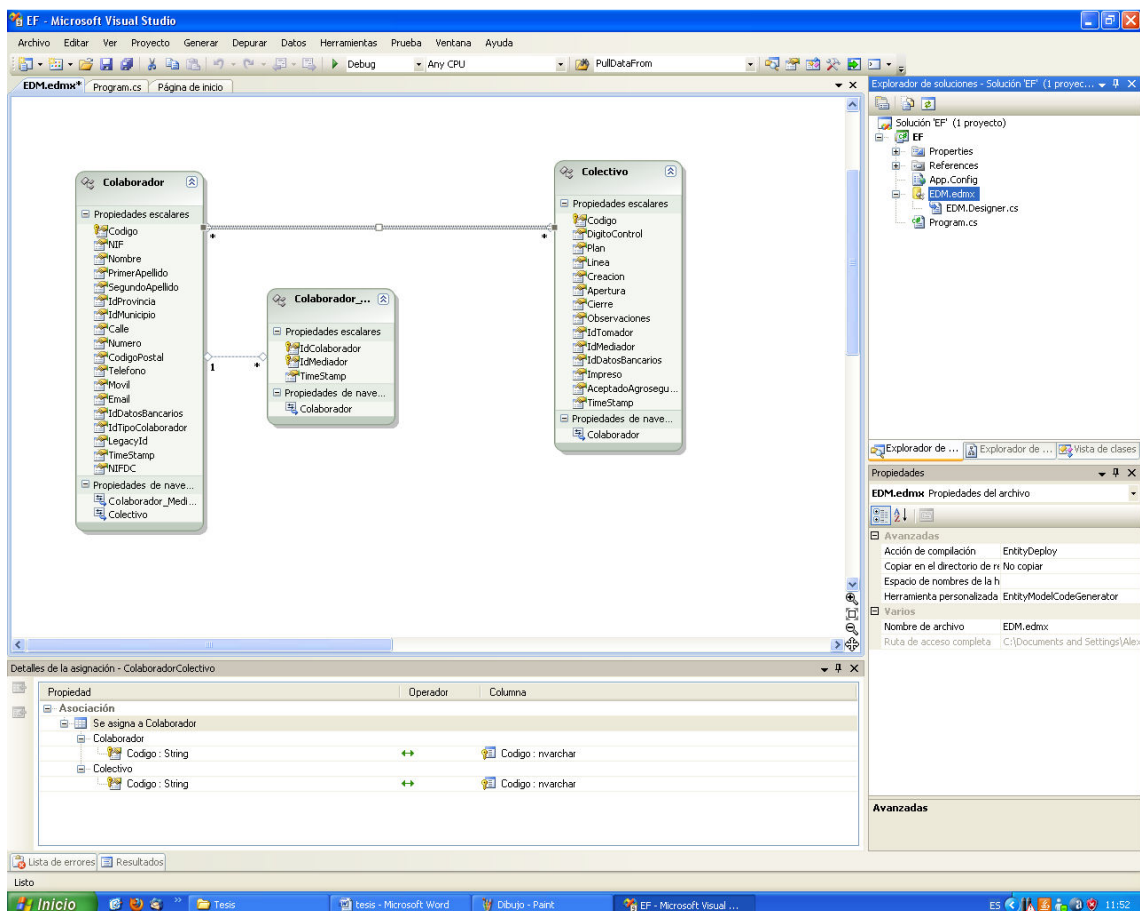 EF - Microsoft Visual Studio
Archivo Editar Ver Proyecto Generar Depurar Datos Herramientas Prueba Ventana Ayuda
Debug Any CPU PullDataFrom
EDM.edmx* Program.cs Página de inicio
Colaborador
Propiedades escalares
Codigo
NIF
Nombre
PrimerApellido
SegundoApellido
IdProvincia
IdMunicipio
Calle
Numero
CodigoPostal
Telefono
Movil
Email
IdDatosBancarios
IdTipoColaborador
LegacyId
TimeStamp
NIFDC
Propiedades de nave...
Colaborador_Medi...
Colectivo
*
*
1
*
Colaborador_...
Propiedades escalares
IdColaborador
IdMediador
TimeStamp
Propiedades de nave...
Colaborador
Colectivo
Propiedades escalares
Codigo
DigitoControl
Plan
Linea
Creacion
Apertura
Cierre
Observaciones
IdTomador
IdMediador
IdDatosBancarios
Impreso
AceptadoAgrosegu...
TimeStamp
Propiedades de nave...
Colaborador
Explorador de soluciones - Solución 'EF' (1 proyec...
Solución 'EF' (1 proyecto)
EF
Properties
References
App.Config
EDM.edmx
EDM.Designer.cs
Program.cs
Explorador de ... Explorador de ... Vista de clases
Propiedades
EDM.edmx Propiedades del archivo
Avanzadas
Acción de compilación EntityDeploy
Copiar en el directorio de re No copiar
Espacio de nombres de la h
Herramienta personalizada EntityModelCodeGenerator
Varios
Nombre de archivo EDM.edmx
Ruta de acceso completa C:\Documents and Settings\Alex
Avanzadas
Detalles de la asignación - ColaboradorColectivo
Propiedad Operador Columna
Asociación
Se asigna a Colaborador
Colaborador
Codigo : String Codigo : nvarchar
Colectivo
Codigo : String Codigo : nvarchar
Lista de errores Resultados
Listo
Inicio Tesis tesis - Microsoft Word Dibujo - Paint EF - Microsoft Visual ... ES 11:52